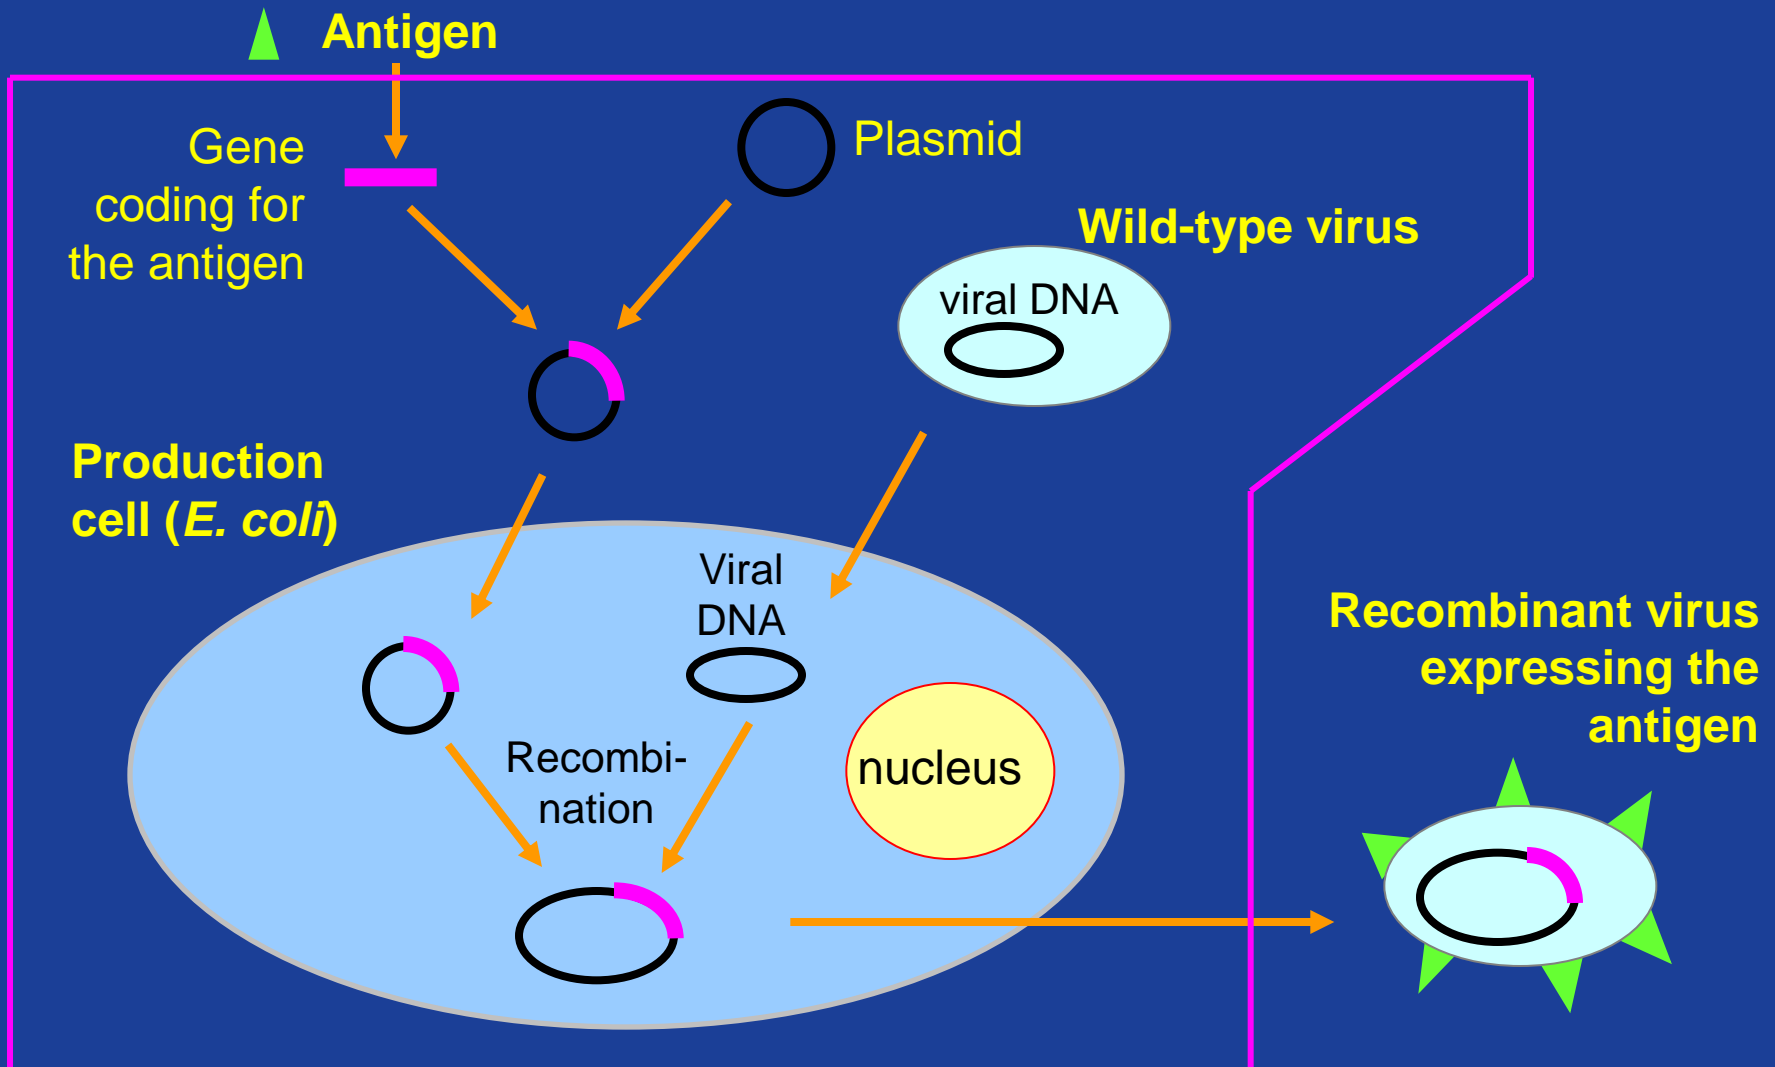 Antigen
Gene
coding for
the antigen
Plasmid
Wild-type virus
viral DNA
Production
cell (E. coli)
Viral
DNA
Recombi-
nation
nucleus
Recombinant virus
expressing the
antigen